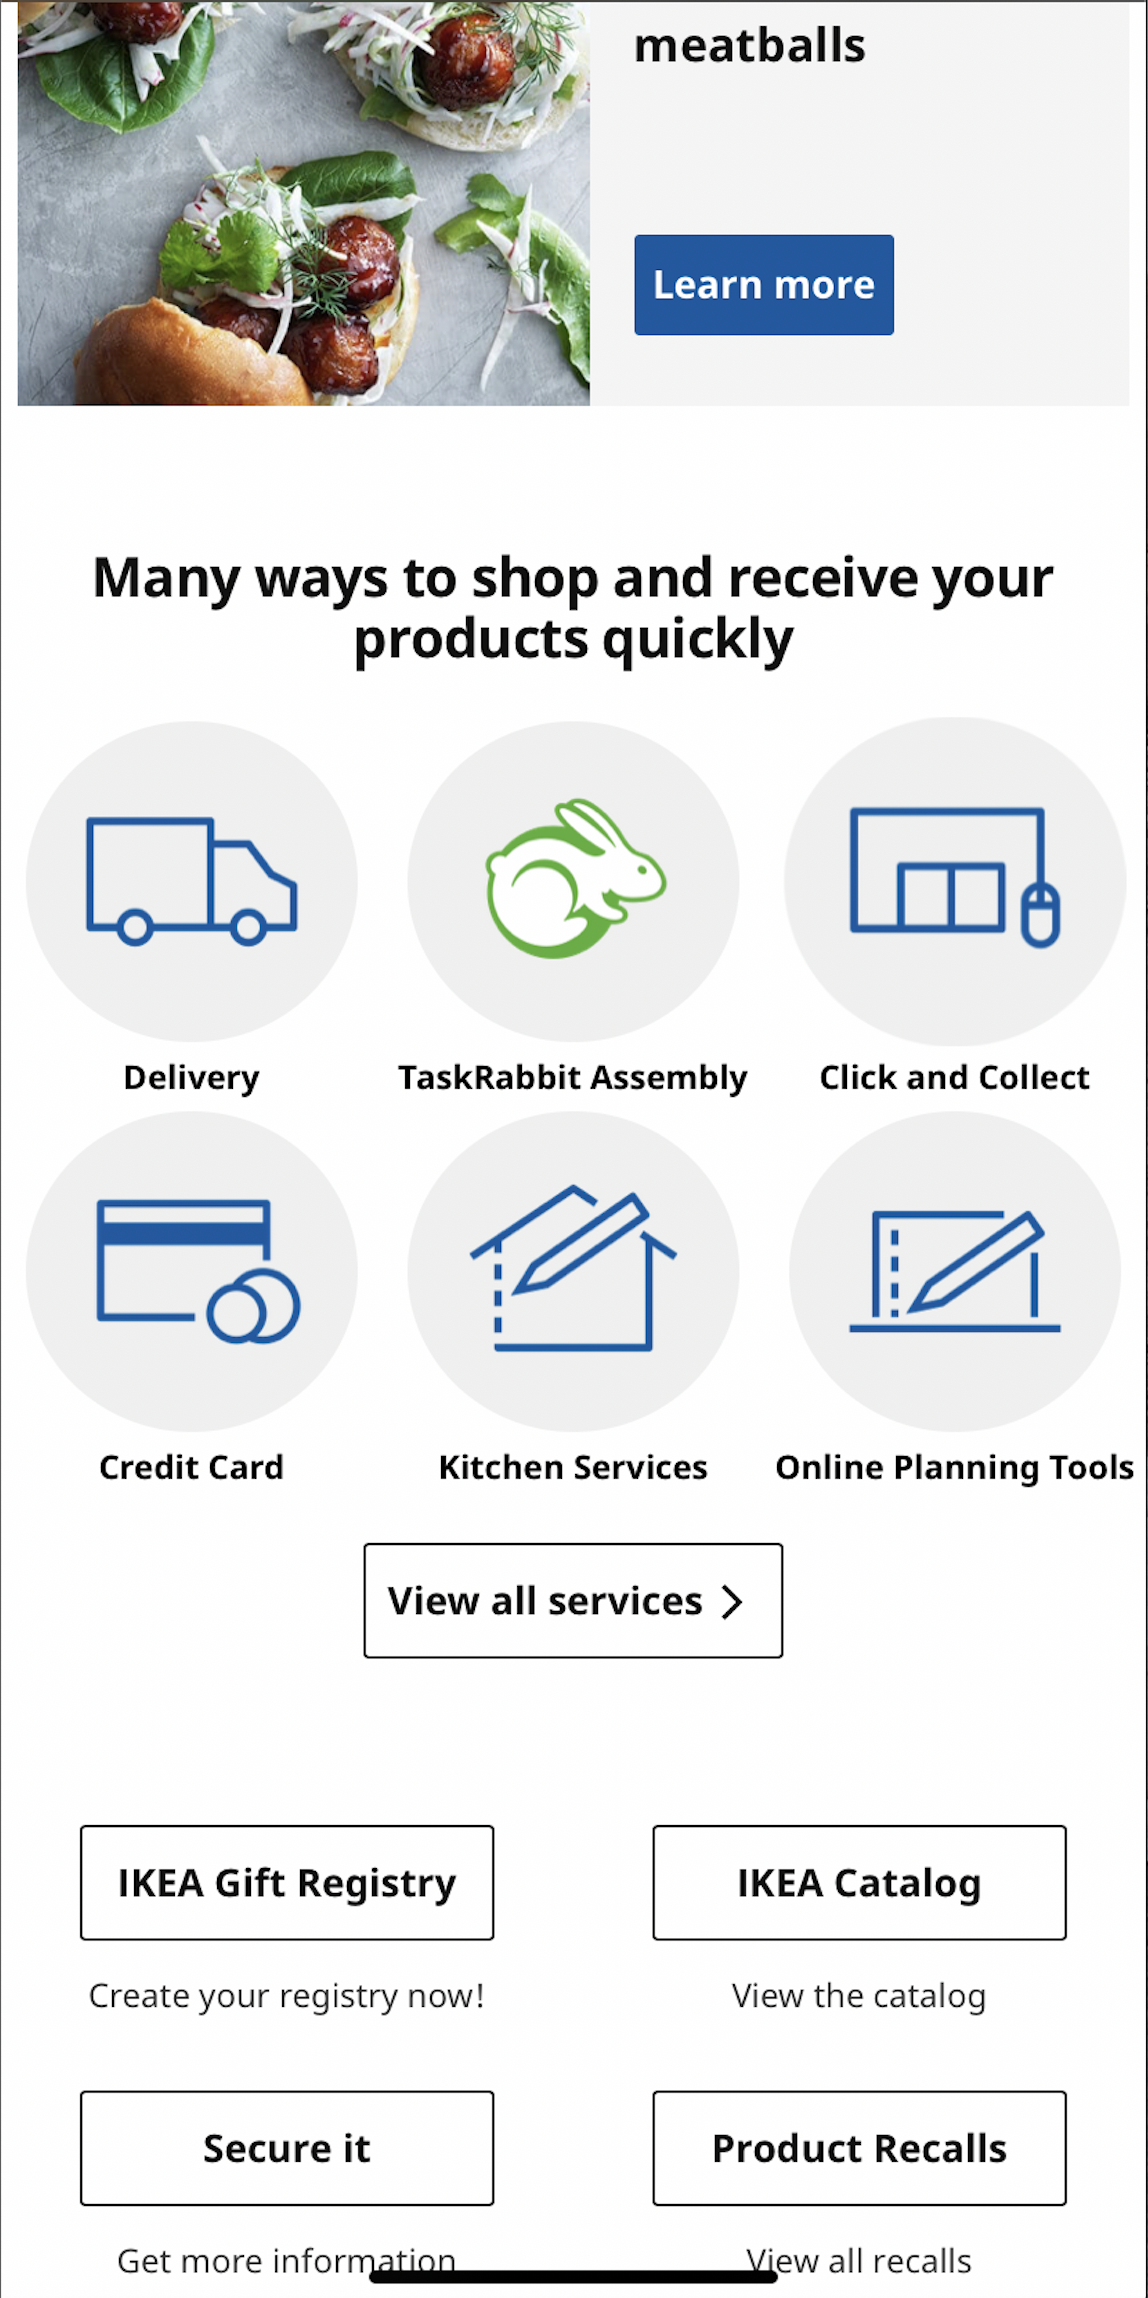 meatballs
Learn more
Many ways to shop and receive your
products quickly
Delivery
TaskRabbit Assembly
Click and Collect
Credit Card
Kitchen Services
Online Planning Tools
View all services
IKEA Gift Registry
IKEA Catalog
Create your registry now!
View the catalog
Secure it
Product Recalls
Get more information
View all recalls